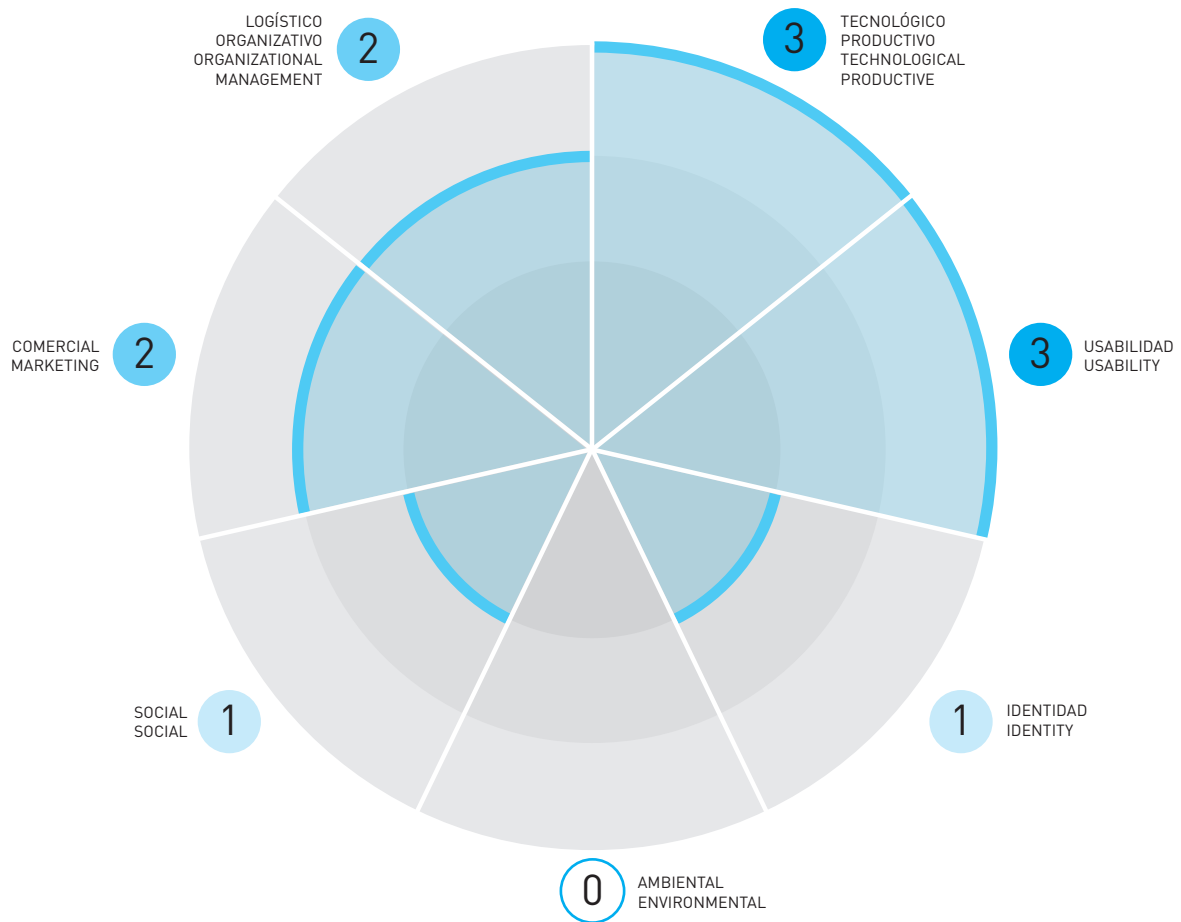 LOGÍSTICO
ORGANIZATIVO
ORGANIZATIONAL
MANAGEMENT
2
3
TECNOLÓGICO
PRODUCTIVO
TECHNOLOGICAL
PRODUCTIVE
COMERCIAL
MARKETING
2
3
USABILIDAD
USABILITY
SOCIAL
SOCIAL
1
1
IDENTIDAD
IDENTITY
0
AMBIENTAL
ENVIRONMENTAL